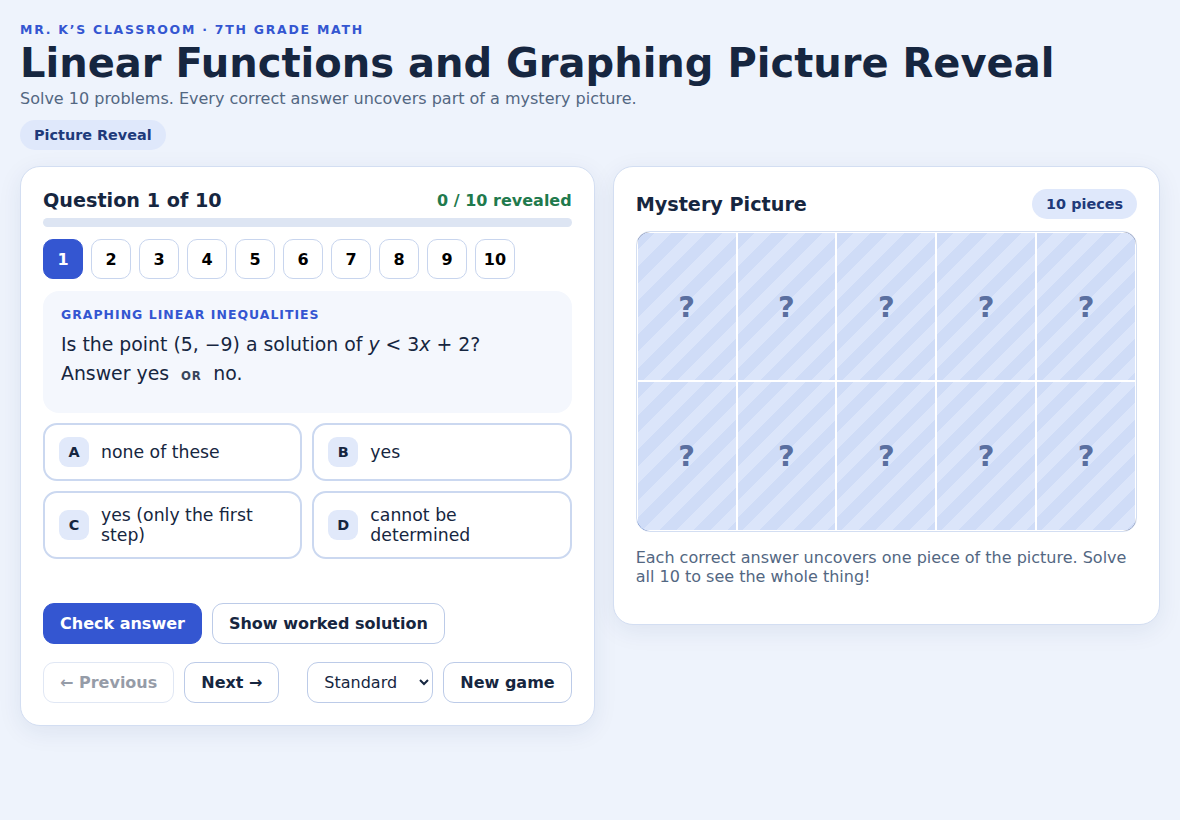 MR. K’S CLASSROOM · 7TH GRADE MATH
Linear Functions and Graphing Picture Reveal
Solve 10 problems. Every correct answer uncovers part of a mystery picture.
Picture Reveal
Question 1 of 10
0 / 10 revealed
1 2 3 4 5 6 7 8 9 10
GRAPHING LINEAR INEQUALITIES
Is the point (5, −9) a solution of y < 3x + 2?
Answer yes OR no.
A none of these
B yes
C yes (only the first
step)
D cannot be
determined
Check answer
Show worked solution
← Previous
Next →
Standard
New game
Mystery Picture
10 pieces
? ? ? ? ?
? ? ? ? ?
Each correct answer uncovers one piece of the picture. Solve
all 10 to see the whole thing!